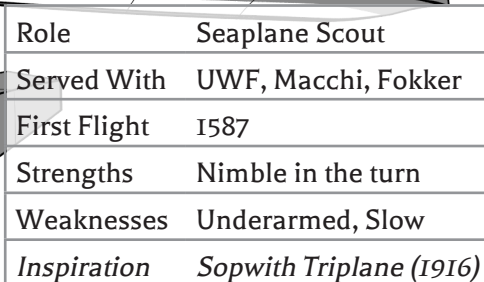 Role Seaplane Scout
Served With UWF, Macchi, Fokker
First Flight 1587
Strengths Nimble in the turn
Weaknesses Underarmed, Slow
Inspiration Sopwith Triplane (1916)